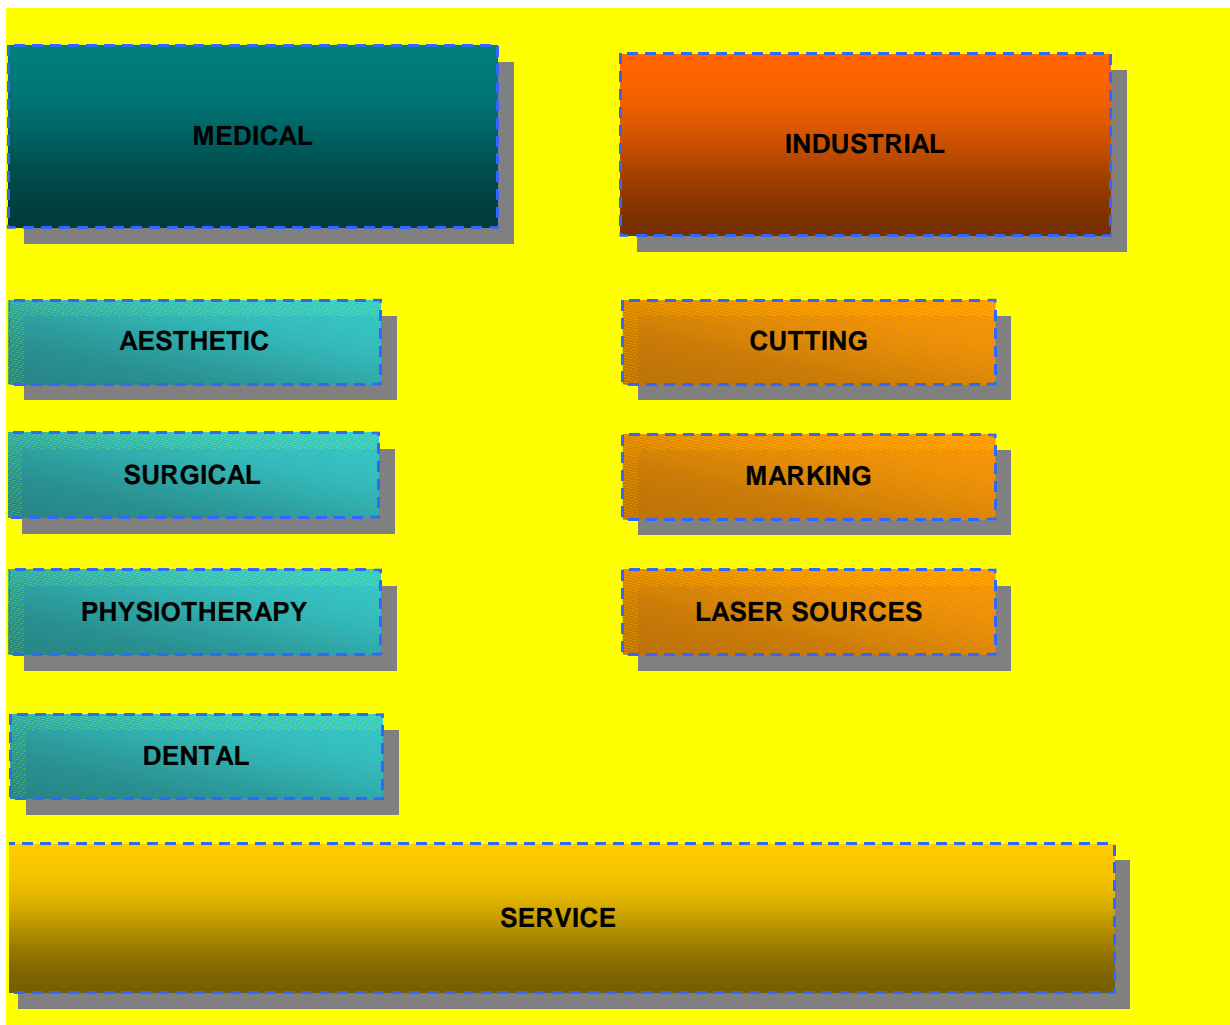 MEDICAL
INDUSTRIAL
AESTHETIC
CUTTING
SURGICAL
MARKING
PHYSIOTHERAPY
LASER SOURCES
DENTAL
SERVICE